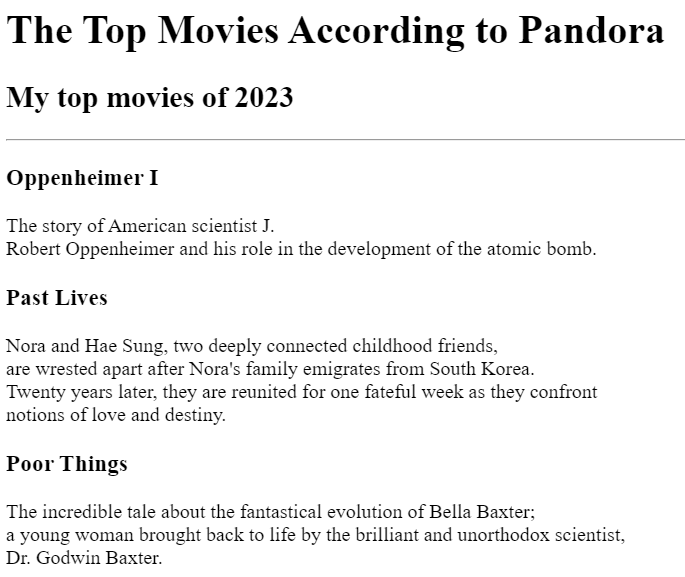 The Top Movies According to Pandora
My top movies of 2023
Oppenheimer I
The story of American scientist J.
Robert Oppenheimer and his role in the development of the atomic bomb.
Past Lives
Nora and Hae Sung, two deeply connected childhood friends,
are wrested apart after Nora's family emigrates from South Korea.
Twenty years later, they are reunited for one fateful week as they confront
notions of love and destiny.
Poor Things
The incredible tale about the fantastical evolution of Bella Baxter;
a young woman brought back to life by the brilliant and unorthodox scientist,
Dr. Godwin Baxter.